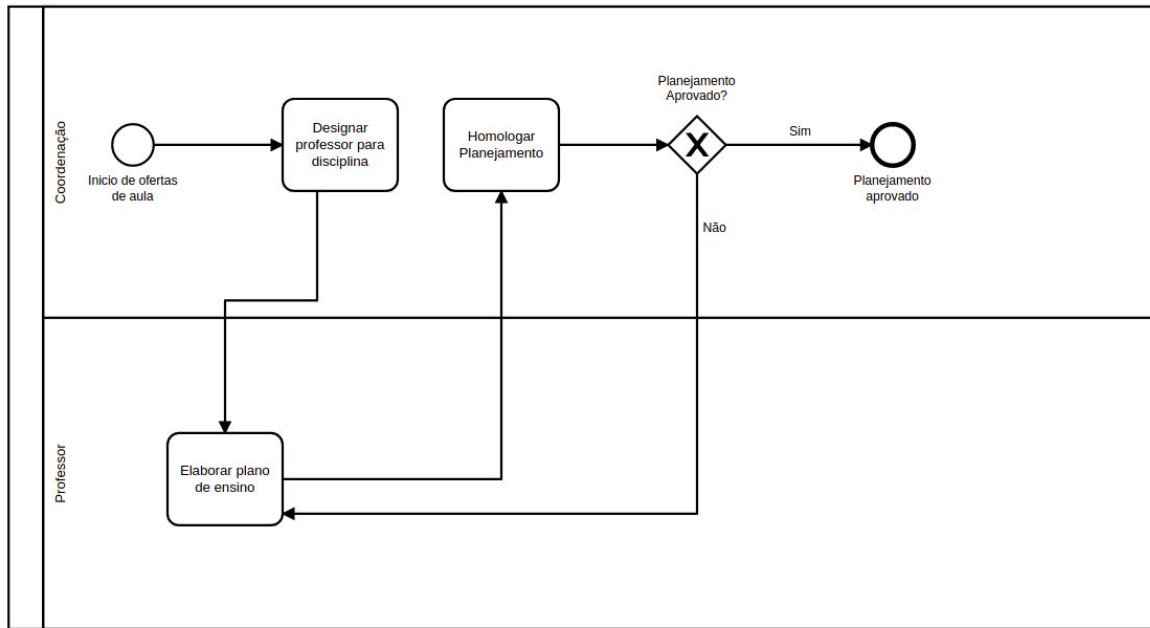 Coordenação
Inicio de ofertas
de aula
Designar
professor para
disciplina
Homologar
Planejamento
Planejamento
Aprovado?
X
Sim
Planejamento
aprovado
Não
Professor
Elaborar plano
de ensino